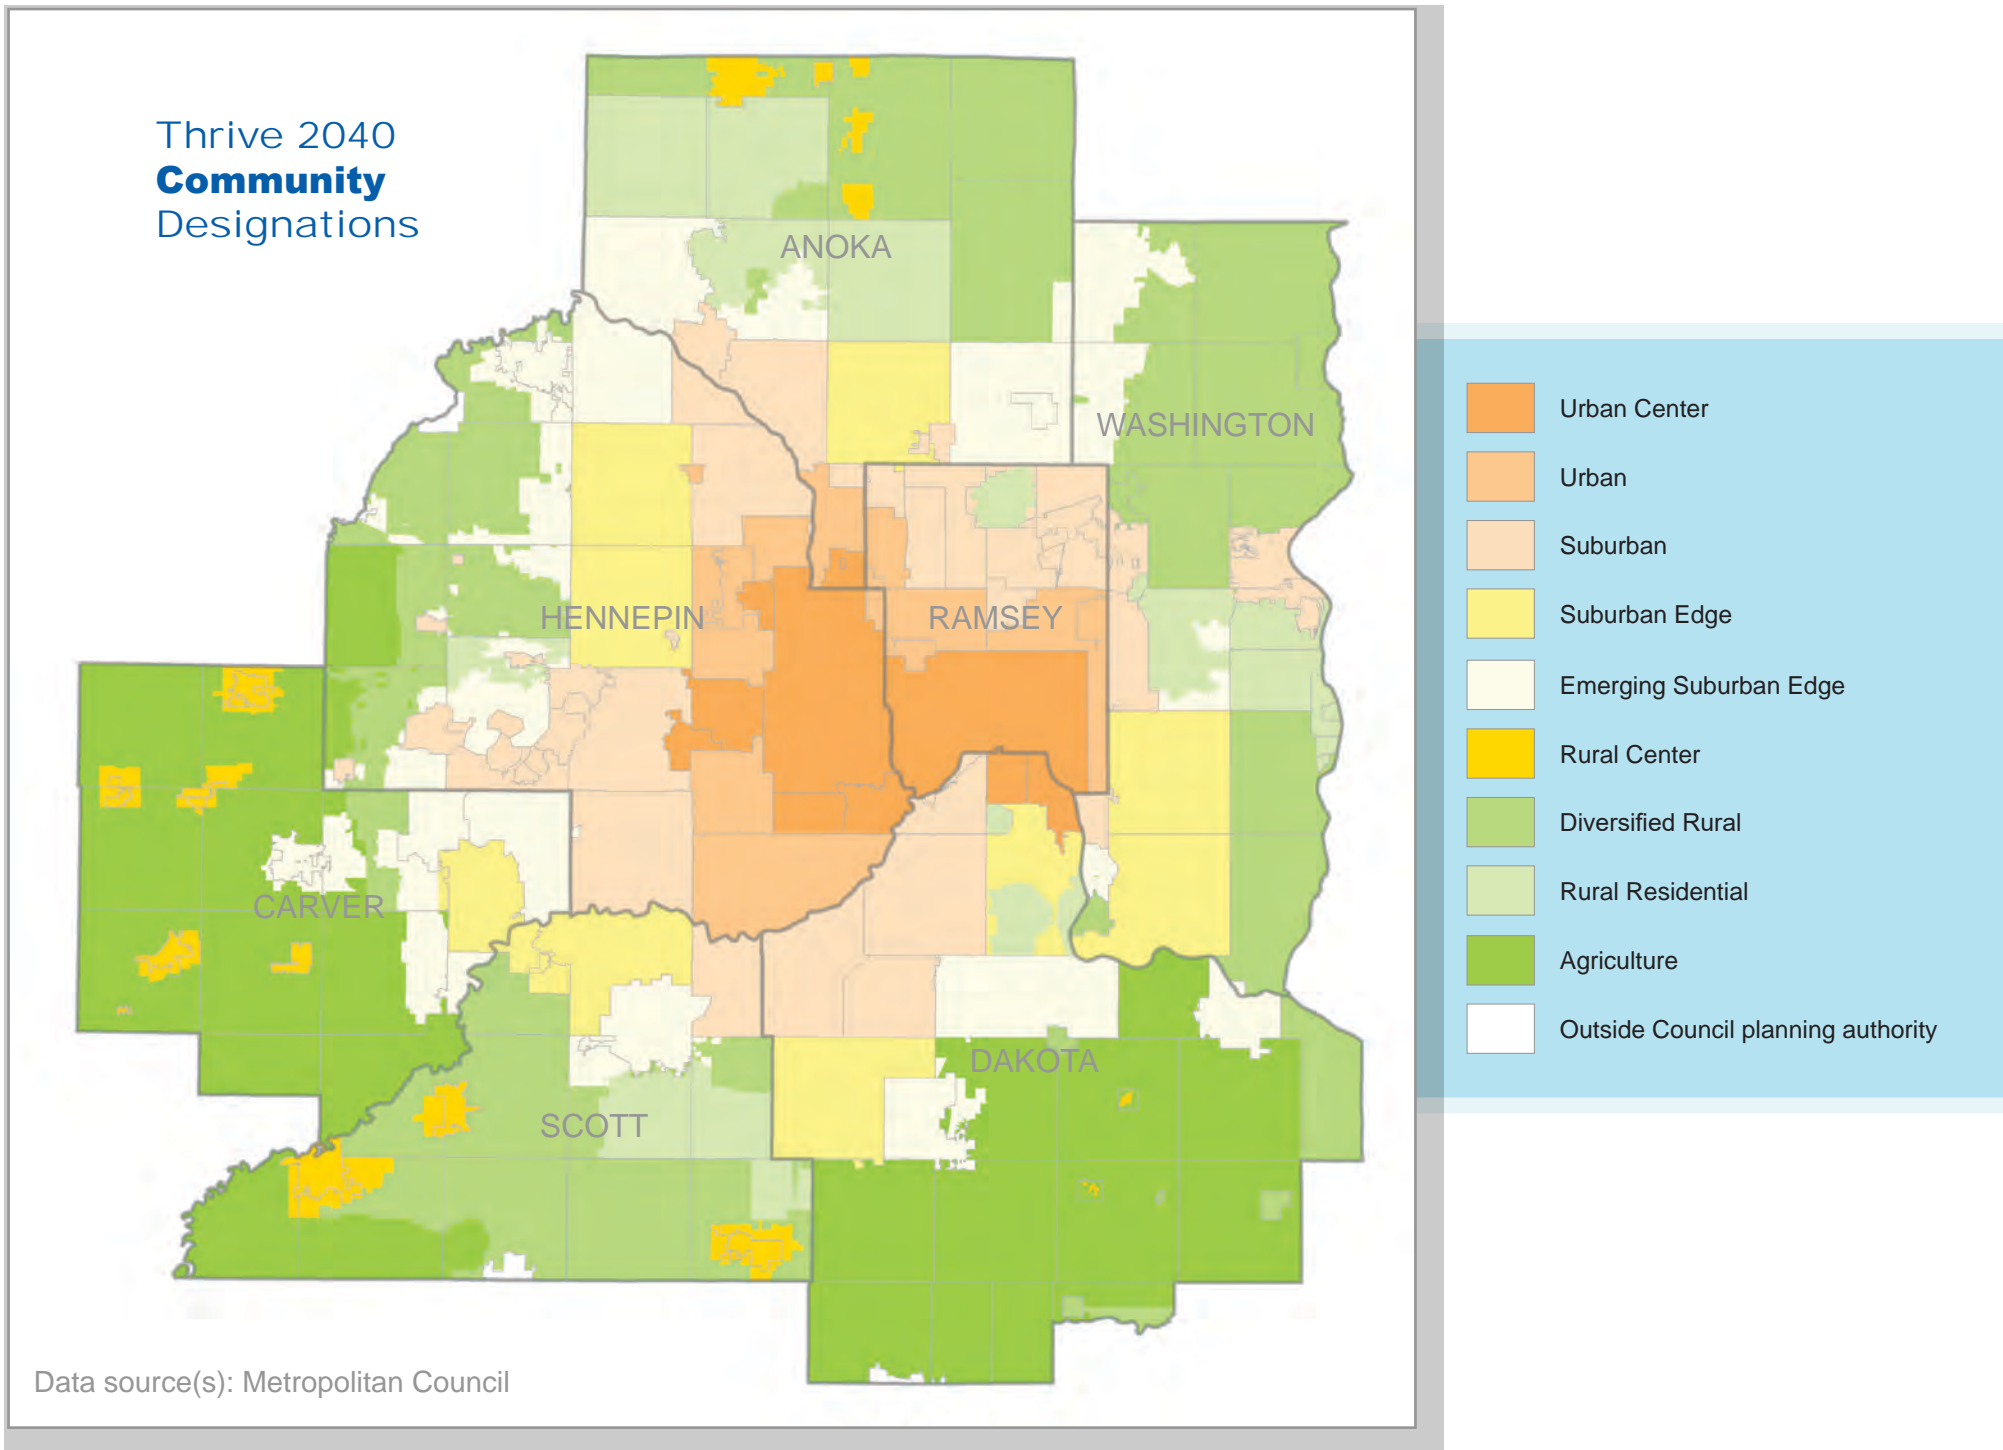 Thrive 2040
Community
Designations
ANOKA
WASHINGTON
HENNEPIN
RAMSEY
CARVER
DAKOTA
SCOTT
Urban Center
Urban
Suburban
Suburban Edge
Emerging Suburban Edge
Rural Center
Diversified Rural
Rural Residential
Agriculture
Outside Council planning authority
Data source(s): Metropolitan Council